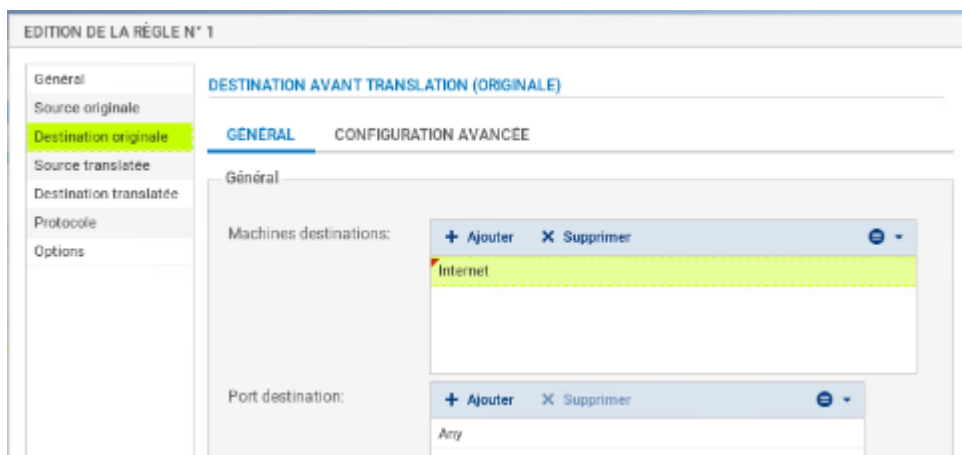 EDITION DE LA RÈGLE N° 1
Général
Source originale
Destination originale
Source translatée
Destination translatée
Protocole
Options
DESTINATION AVANT TRANSLATION (ORIGINALE)
GÉNÉRAL CONFIGURATION AVANCÉE
Général
Machines destinations:
Ajouter Supprimer
Internet
Port destination:
Ajouter Supprimer
Any